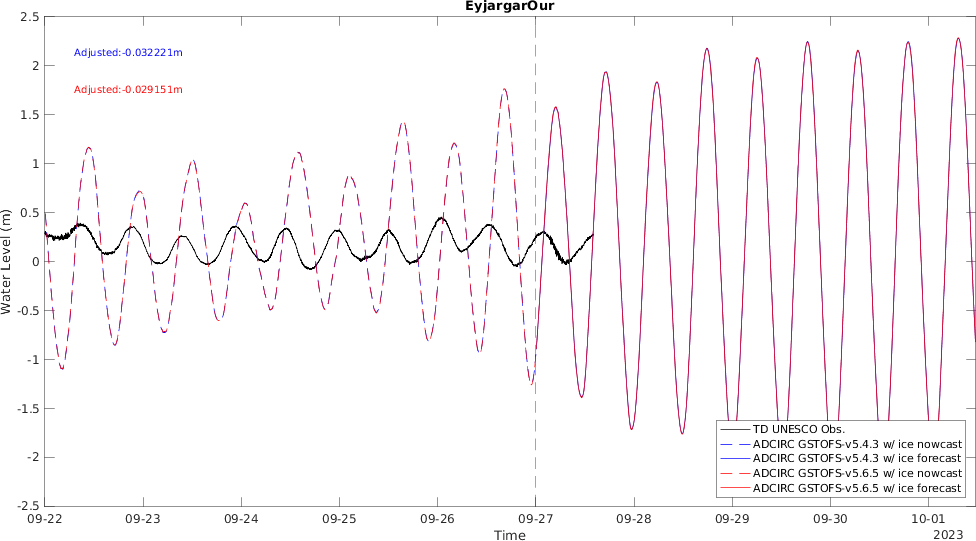 EyjargarOur
Adjusted:-0.032221m
Adjusted:-0.029151m
Water Level (m)
2.5
2
1.5
1
0.5
0
-0.5
-1
-1.5
-2
-2.5
TD UNESCO Obs.
ADCIRC GSTOFS-v5.4.3 w/ ice nowcast
ADCIRC GSTOFS-v5.4.3 w/ ice forecast
ADCIRC GSTOFS-v5.6.5 w/ ice nowcast
ADCIRC GSTOFS-v5.6.5 w/ ice forecast
09-22 09-23 09-24 09-25 09-26 09-27 09-28 09-29 09-30 10-01
Time
2023